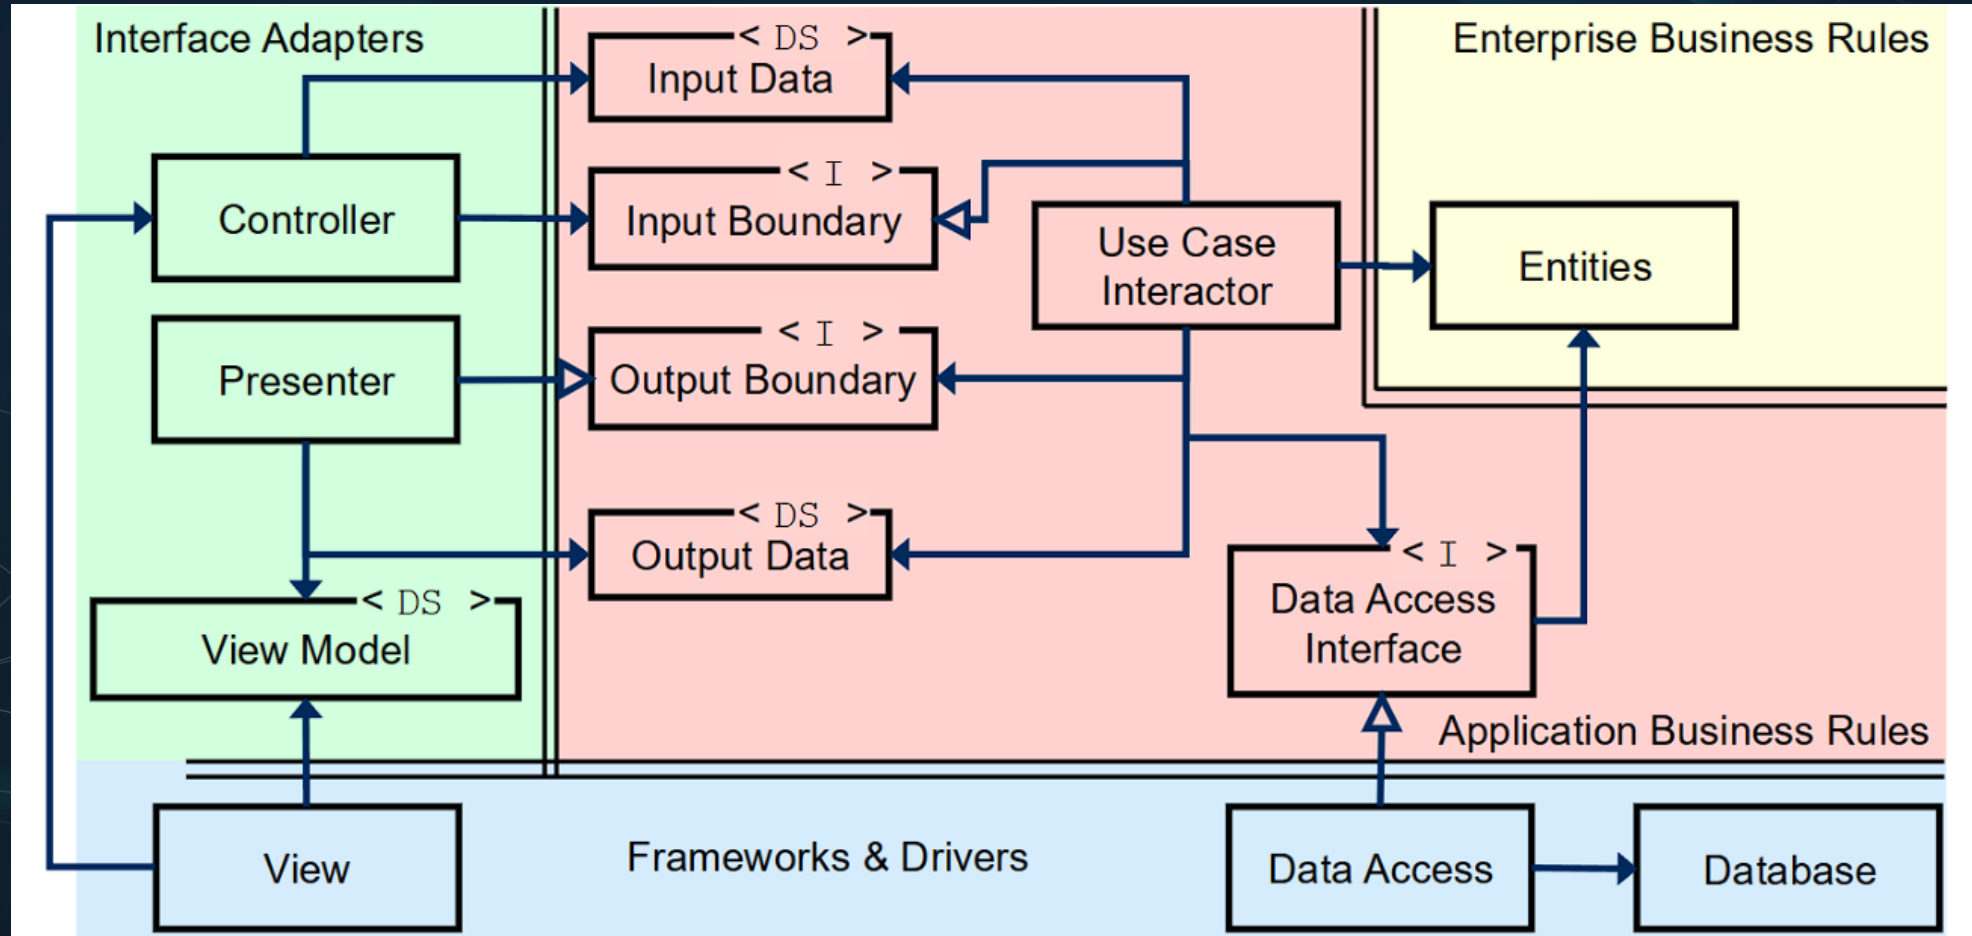 Interface Adapters
Enterprise Business Rules
< DS >
Input Data
< I >
Input Boundary
Controller
Use Case
Interactor
Entities
< I >
Output Boundary
Presenter
< DS >
Output Data
< DS >
View Model
< I >
Data Access
Interface
Application Business Rules
View
Frameworks & Drivers
Data Access
Database